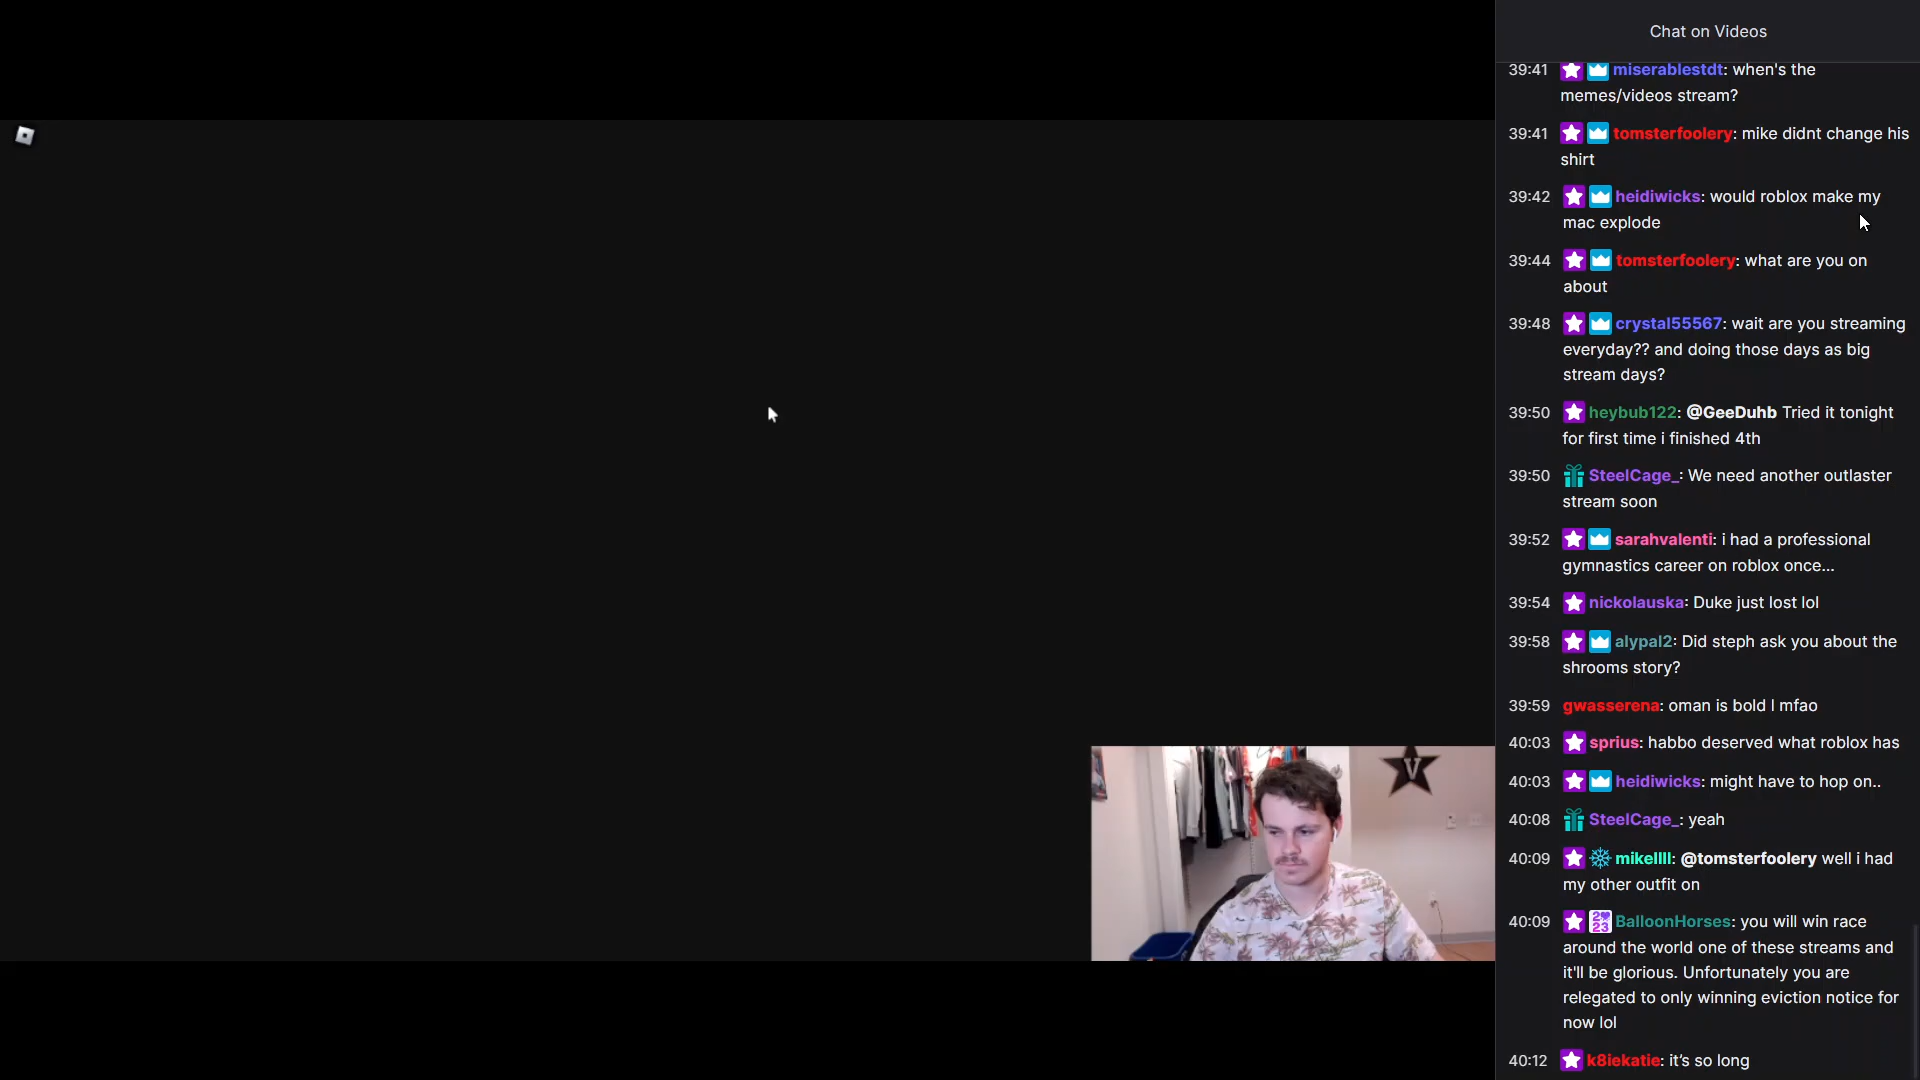 Chat on Videos
39:41 miserablestdt: when's the
memes/videos stream?
39:41 tomsterfoolery: mike didnt change his
shirt
39:42 heidiwicks: would roblox make my
mac explode
39:44 tomsterfoolery: what are you on
about
39:48 crystal55567: wait are you streaming
everyday?? and doing those days as big
stream days?
39:50 heybub122: @GeeDuhb Tried it tonight
for first time i finished 4th
39:50 SteelCage_: We need another outlaster
stream soon
39:52 sarahvalenti: i had a professional
gymnastics career on roblox once...
39:54 nickolauska: Duke just lost lol
39:58 alypal2: Did steph ask you about the
shrooms story?
39:59 gwasserena: oman is bold l mfao
40:03 sprius: habbo deserved what roblox has
40:03 heidiwicks: might have to hop on..
40:08 SteelCage_: yeah
40:09 mikellll: @tomsterfoolery well i had
my other outfit on
40:09 BalloonHorses: you will win race
around the world one of these streams and
it'll be glorious. Unfortunately you are
relegated to only winning eviction notice for
now lol
40:12 k8iekatie: it's so long
V